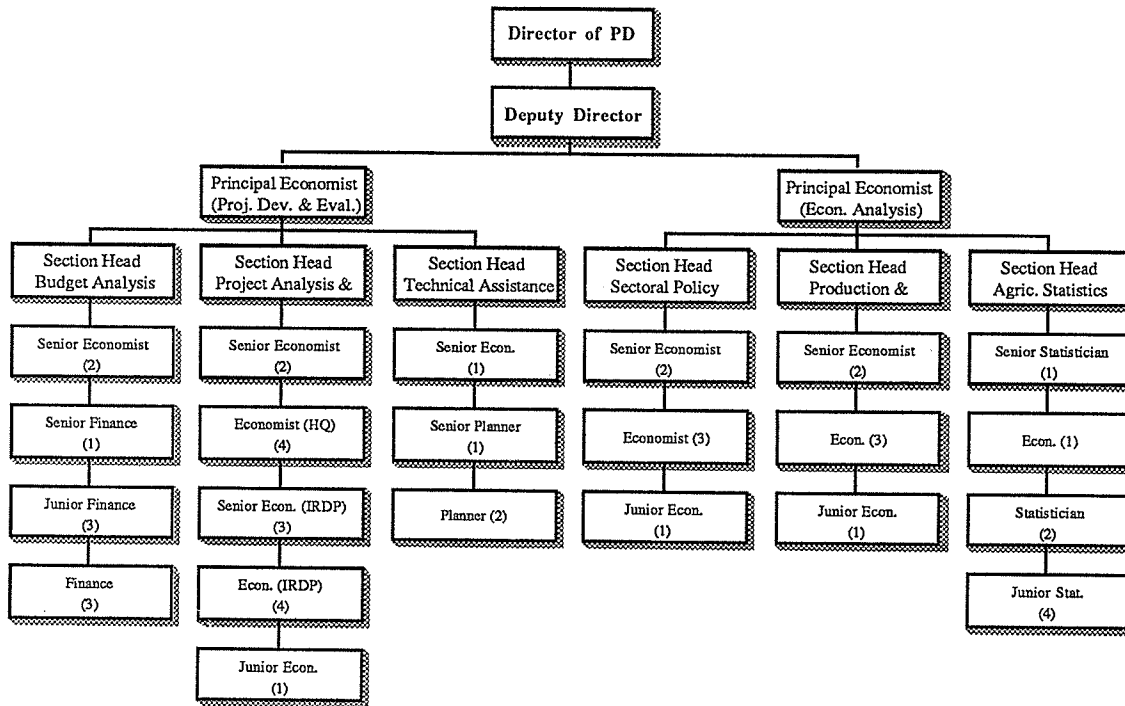 Director of PD
Deputy Director
Principal Economist
(Proj. Dev. & Eval.)
Principal Economist
(Econ. Analysis)
Section Head
Budget Analysis
Section Head
Project Analysis &
Section Head
Technical Assistance
Section Head
Sectoral Policy
Section Head
Production &
Section Head
Agric. Statistics
Senior Economist
(2)
Senior Economist
(2)
Senior Econ.
(1)
Senior Economist
(2)
Senior Economist
(2)
Senior Statistician
(1)
Senior Finance
(1)
Economist (HQ)
(4)
Senior Planner
(1)
Economist (3)
Econ. (3)
Econ. (1)
Junior Finance
(3)
Senior Econ. (IRDP)
(3)
Planner (2)
Junior Econ.
(1)
Junior Econ.
(1)
Statistician
(2)
Finance
(3)
Econ. (IRDP)
(4)
Junior Stat.
(4)
Junior Econ.
(1)